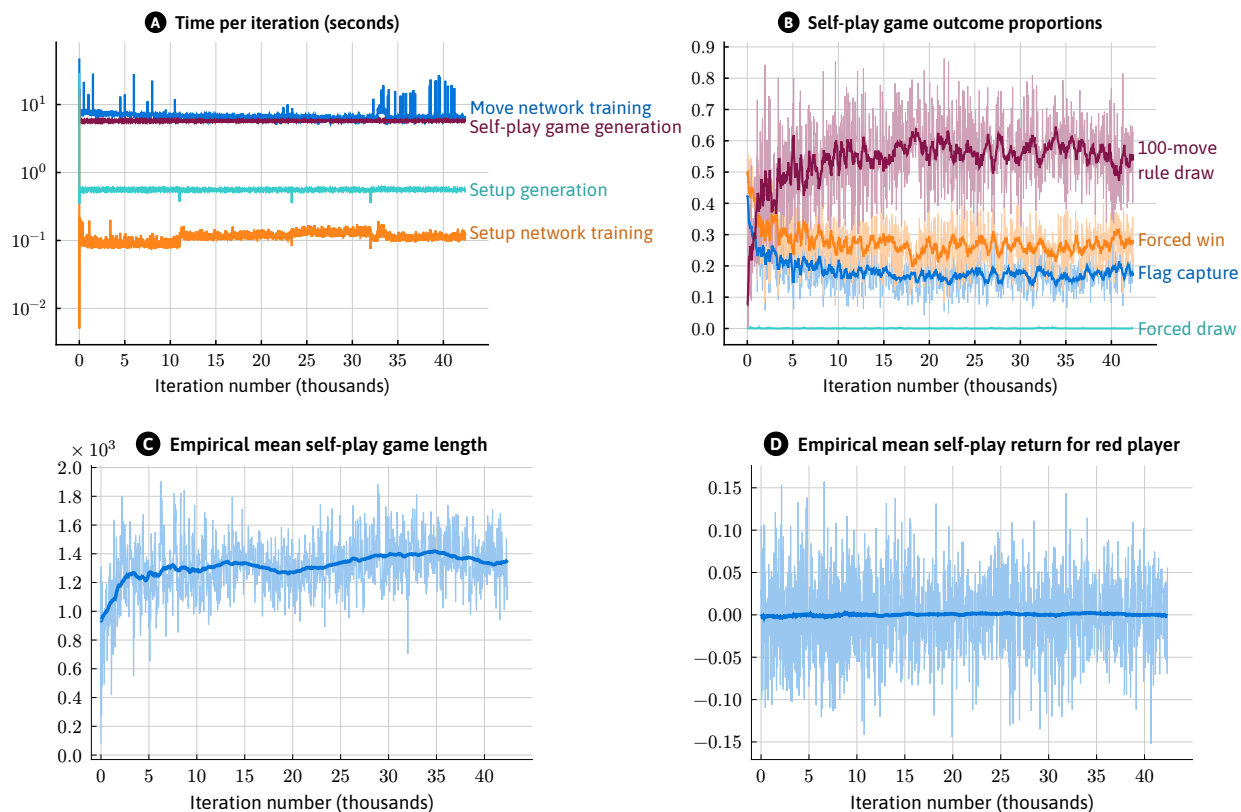 A Time per iteration (seconds)
10^1
10^0
10^−1
10^−2
Move network training
Self-play game generation
Setup generation
Setup network training
0 5 10 15 20 25 30 35 40
Iteration number (thousands)
B Self-play game outcome proportions
0.9
0.8
0.7
0.6
0.5
0.4
0.3
0.2
0.1
0.0
100-move
rule draw
Forced win
Flag capture
Forced draw
0 5 10 15 20 25 30 35 40
Iteration number (thousands)
C Empirical mean self-play game length
× 10^3
2.0
1.8
1.6
1.4
1.2
1.0
0.8
0.6
0.4
0.2
0.0
0 5 10 15 20 25 30 35 40
Iteration number (thousands)
D Empirical mean self-play return for red player
0.15
0.10
0.05
0.00
−0.05
−0.10
−0.15
0 5 10 15 20 25 30 35 40
Iteration number (thousands)